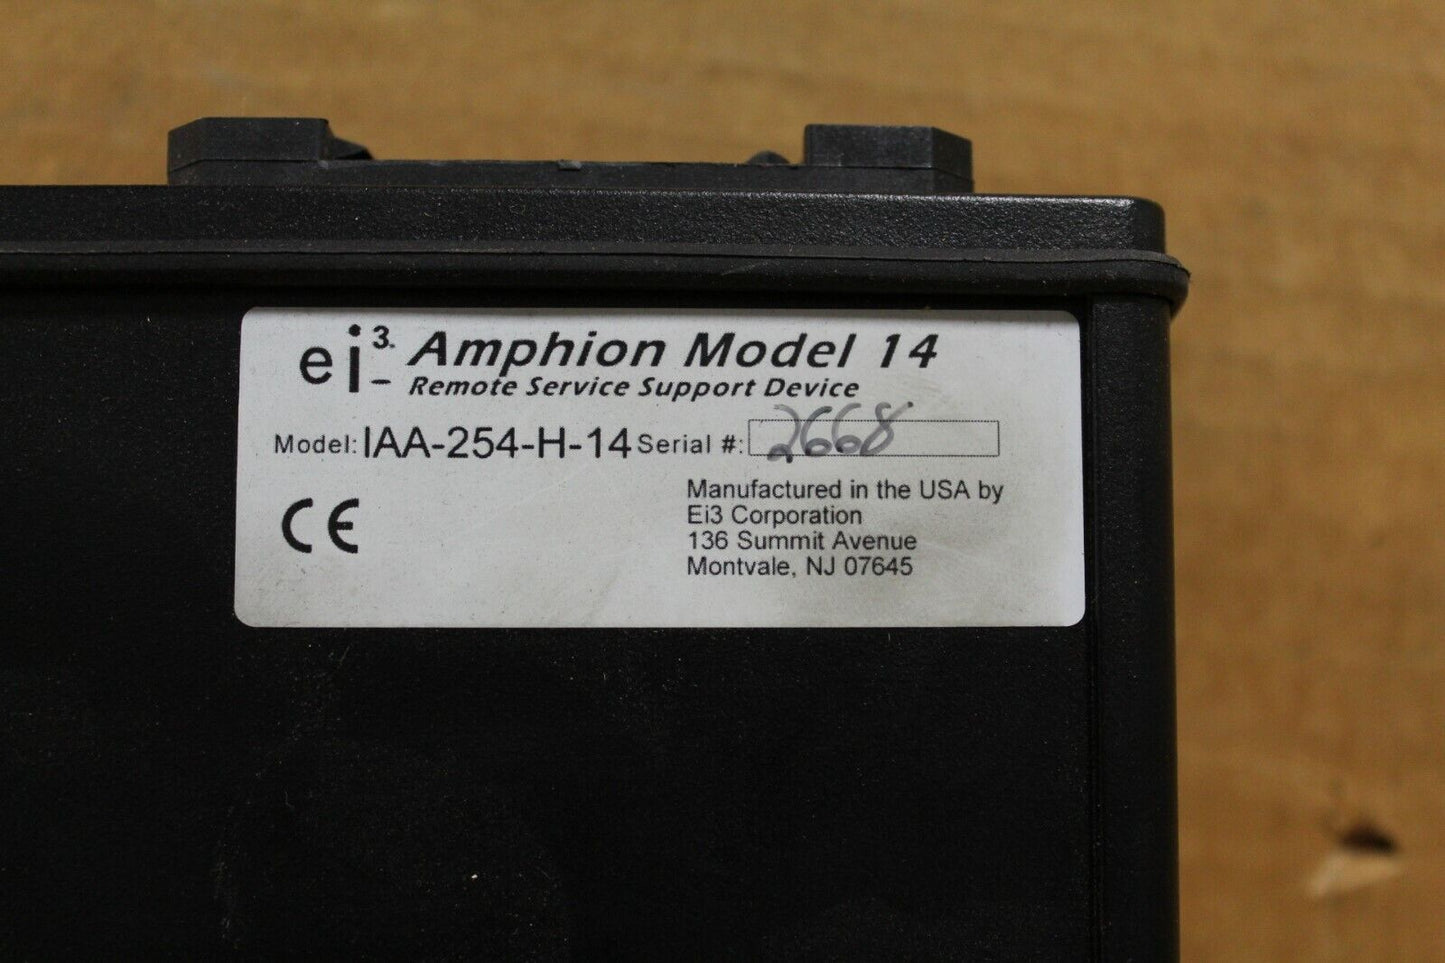 ei3™ Amphion Model 14
Remote Service Support Device
Model: IAA-254-H-14 Serial #: 2668
CE
Manufactured in the USA by
Ei3 Corporation
136 Summit Avenue
Montvale, NJ 07645